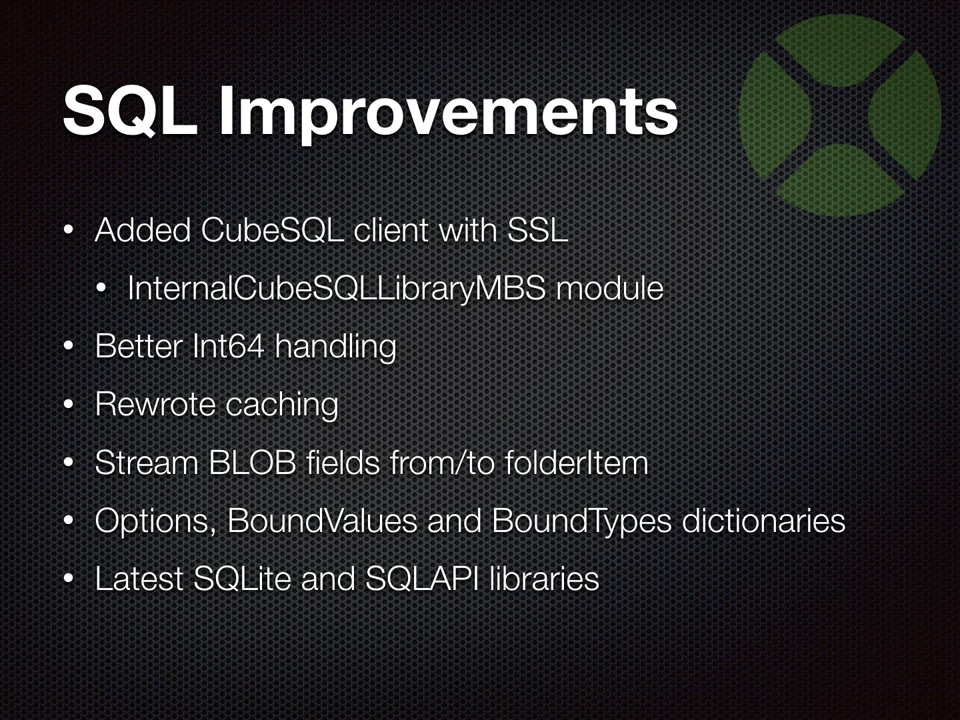 SQL Improvements
• Added CubeSQL client with SSL
• InternalCubeSQLLibraryMBS module
• Better Int64 handling
• Rewrote caching
• Stream BLOB fields from/to folderItem
• Options, BoundValues and BoundTypes dictionaries
• Latest SQLite and SQLAPI libraries